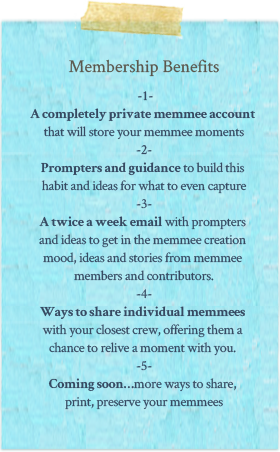 Membership Benefits
-1-
A completely private memmee account
that will store your memmee moments
-2-
Prompters and guidance to build this
habit and ideas for what to even capture
-3-
A twice a week email with prompters
and ideas to get in the memmee creation
mood, ideas and stories from memmee
members and contributors.
-4-
Ways to share individual memmees
with your closest crew, offering them a
chance to relive a moment with you.
-5-
Coming soon...more ways to share,
print, preserve your memmees